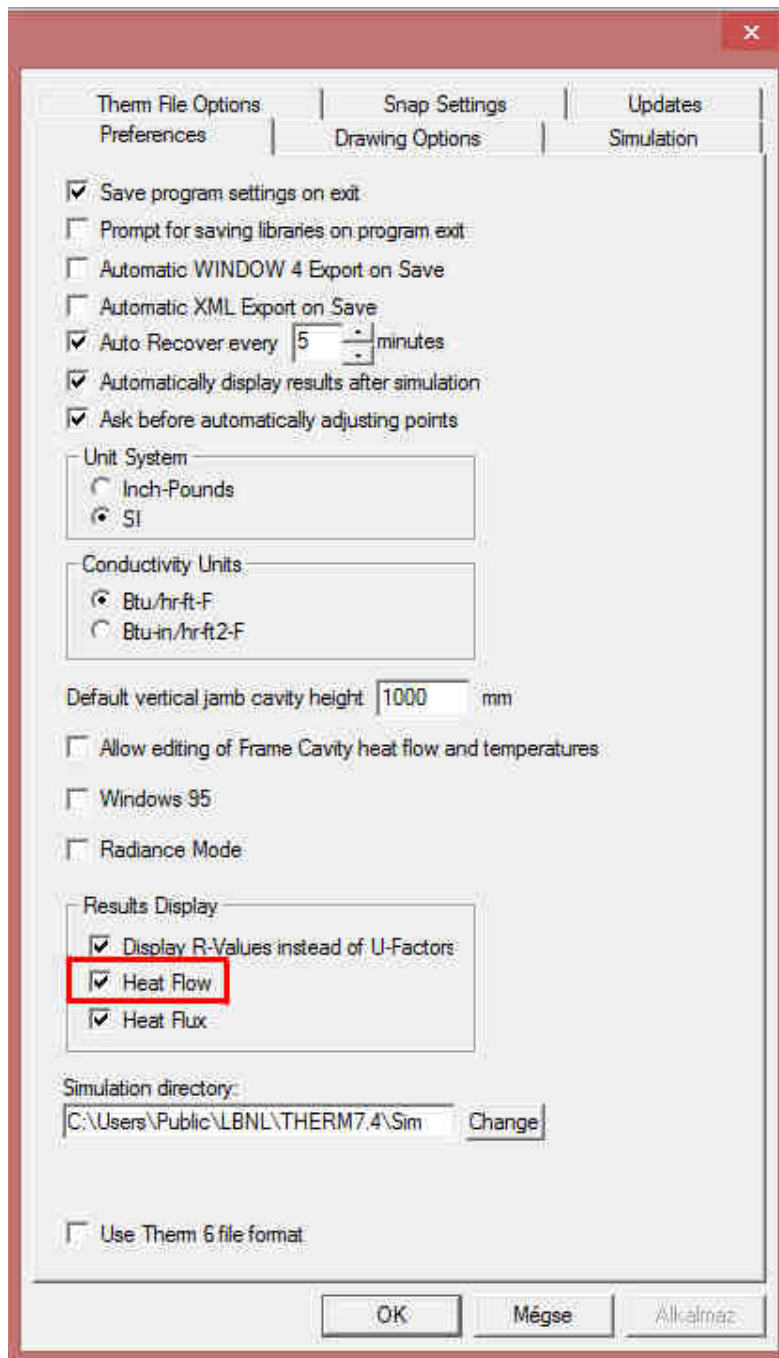 Therm File Options Snap Settings Updates
Preferences Drawing Options Simulation
Save program settings on exit
Prompt for saving libraries on program exit
Automatic WINDOW 4 Export on Save
Automatic XML Export on Save
Auto Recover every 5 minutes
Automatically display results after simulation
Ask before automatically adjusting points
Unit System
Inch-Pounds
SI
Conductivity Units
Btu/hr-ft-F
Btu-in/hr-ft2-F
Default vertical jamb cavity height 1000 mm
Allow editing of Frame Cavity heat flow and temperatures
Windows 95
Radiance Mode
Results Display
Display R-Values instead of U-Factors
Heat Flow
Heat Flux
Simulation directory:
C:\Users\Public\LBNL\THERM7.4\Sim Change
Use Therm 6 file format
OK Mégse Alkalmaz